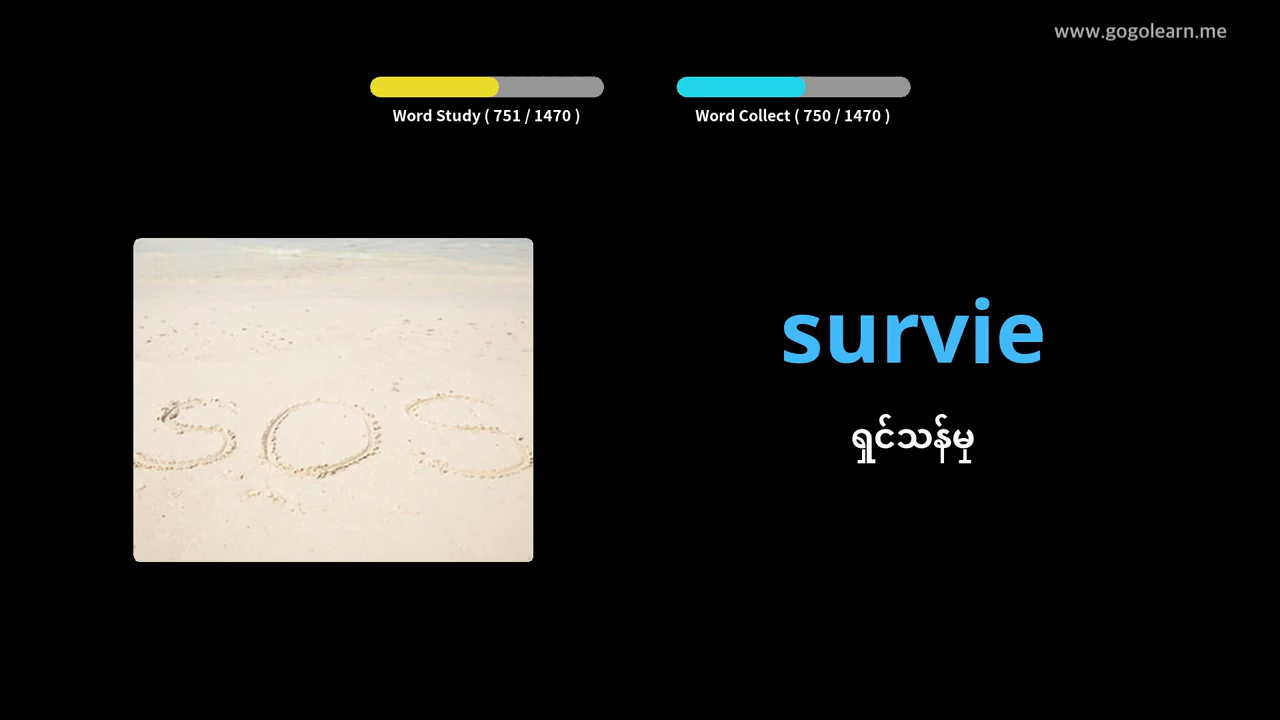 www.gogolearn.me
Word Study ( 751 / 1470 )
Word Collect ( 750 / 1470 )
SOS
survie
ရှင်သန်မှု